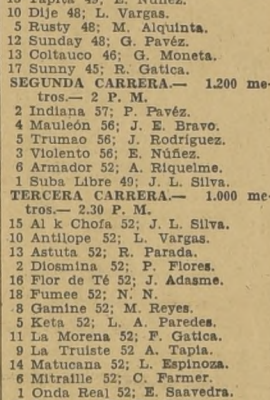 10 Dije 48; L. Vargas.
5 Rusty 48; M. Alquinta.
12 Sunday 48; G. Pavéz.
13 Coltauco 46; G. Moneta.
17 Sunny 45; R. Gatica.
SEGUNDA CARRERA.— 1.200 me-
tros.— 2 P. M.
2 Indiana 57; P. Pavéz.
4 Mauleón 56; J. E. Bravo.
5 Trumao 56; J. Rodríguez.
3 Violento 56; E. Núñez.
6 Armador 52; A. Riquelme.
1 Suba Libre 49; J. L. Silva.
TERCERA CARRERA.— 1.000 me-
tros.— 2.30 P. M.
15 Al k Chofa 52; J. L. Silva.
10 Antilope 52; L. Vargas.
13 Astuta 52; R. Parada.
2 Diosmina 52; P. Flores.
16 Flor de Té 52; J. Adasme.
18 Fumee 52; N. N.
8 Gamine 52; M. Reyes.
5 Keta 52; L. A. Paredes.
11 La Morena 52; F. Gatica.
9 La Truiste 52 A. Tapia.
14 Matucana 52; L. Espinoza.
6 Mitraille 52; C. Farmer.
1 Onda Real 52; E. Saavedra.